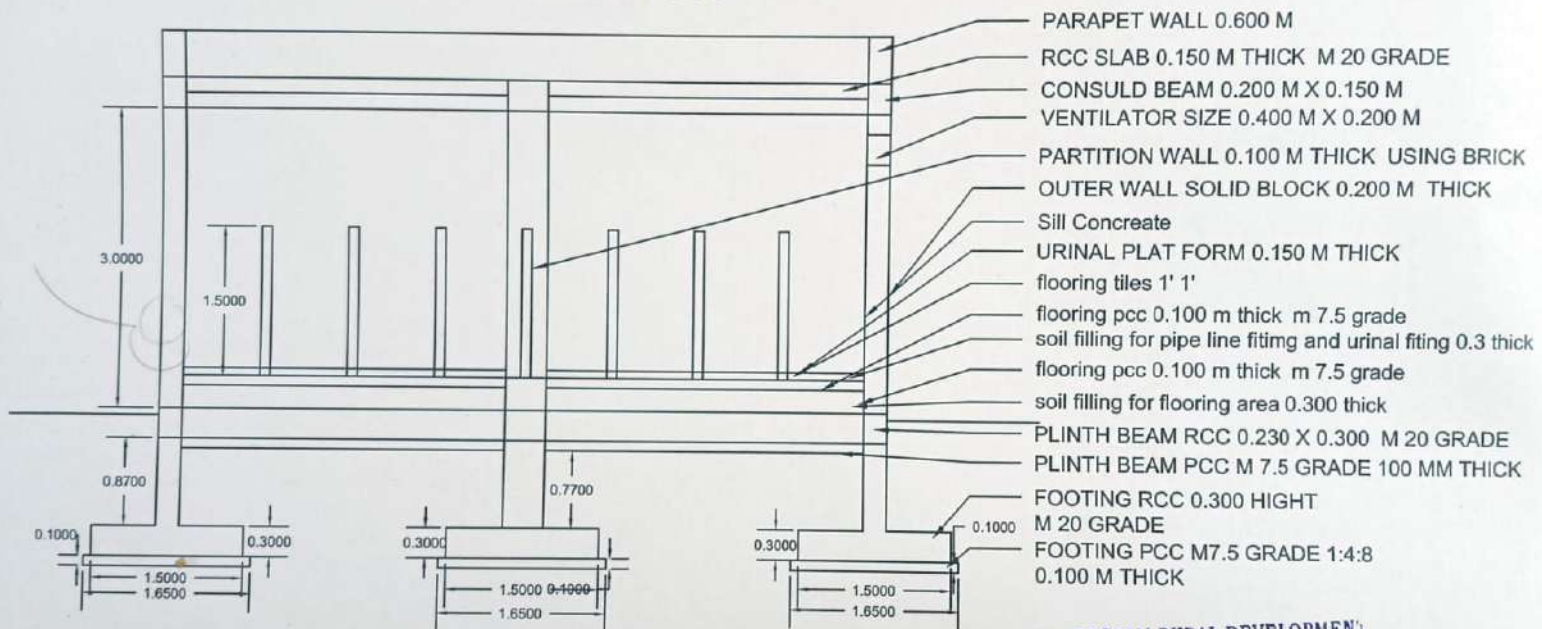 PARAPET WALL 0.600 M
RCC SLAB 0.150 M THICK M 20 GRADE
CONSULD BEAM 0.200 M X 0.150 M
VENTILATOR SIZE 0.400 M X 0.200 M
PARTITION WALL 0.100 M THICK USING BRICK
OUTER WALL SOLID BLOCK 0.200 M THICK
Sill Concreate
URINAL PLAT FORM 0.150 M THICK
flooring tiles 1' 1'
flooring pcc 0.100 m thick m 7.5 grade
soil filling for pipe line fitimg and urinal fiting 0.3 thick
flooring pcc 0.100 m thick m 7.5 grade
soil filling for flooring area 0.300 thick
PLINTH BEAM RCC 0.230 X 0.300 M 20 GRADE
PLINTH BEAM PCC M 7.5 GRADE 100 MM THICK
FOOTING RCC 0.300 HIGHT
M 20 GRADE
FOOTING PCC M7.5 GRADE 1:4:8
0.100 M THICK
3.0000
1.5000
0.8700
0.7700
0.1000
0.3000
0.3000
0.3000
0.1000
1.5000
1.6500
1.5000 0.1000
1.6500
1.5000
1.6500
RURAL DEVELOPMENT